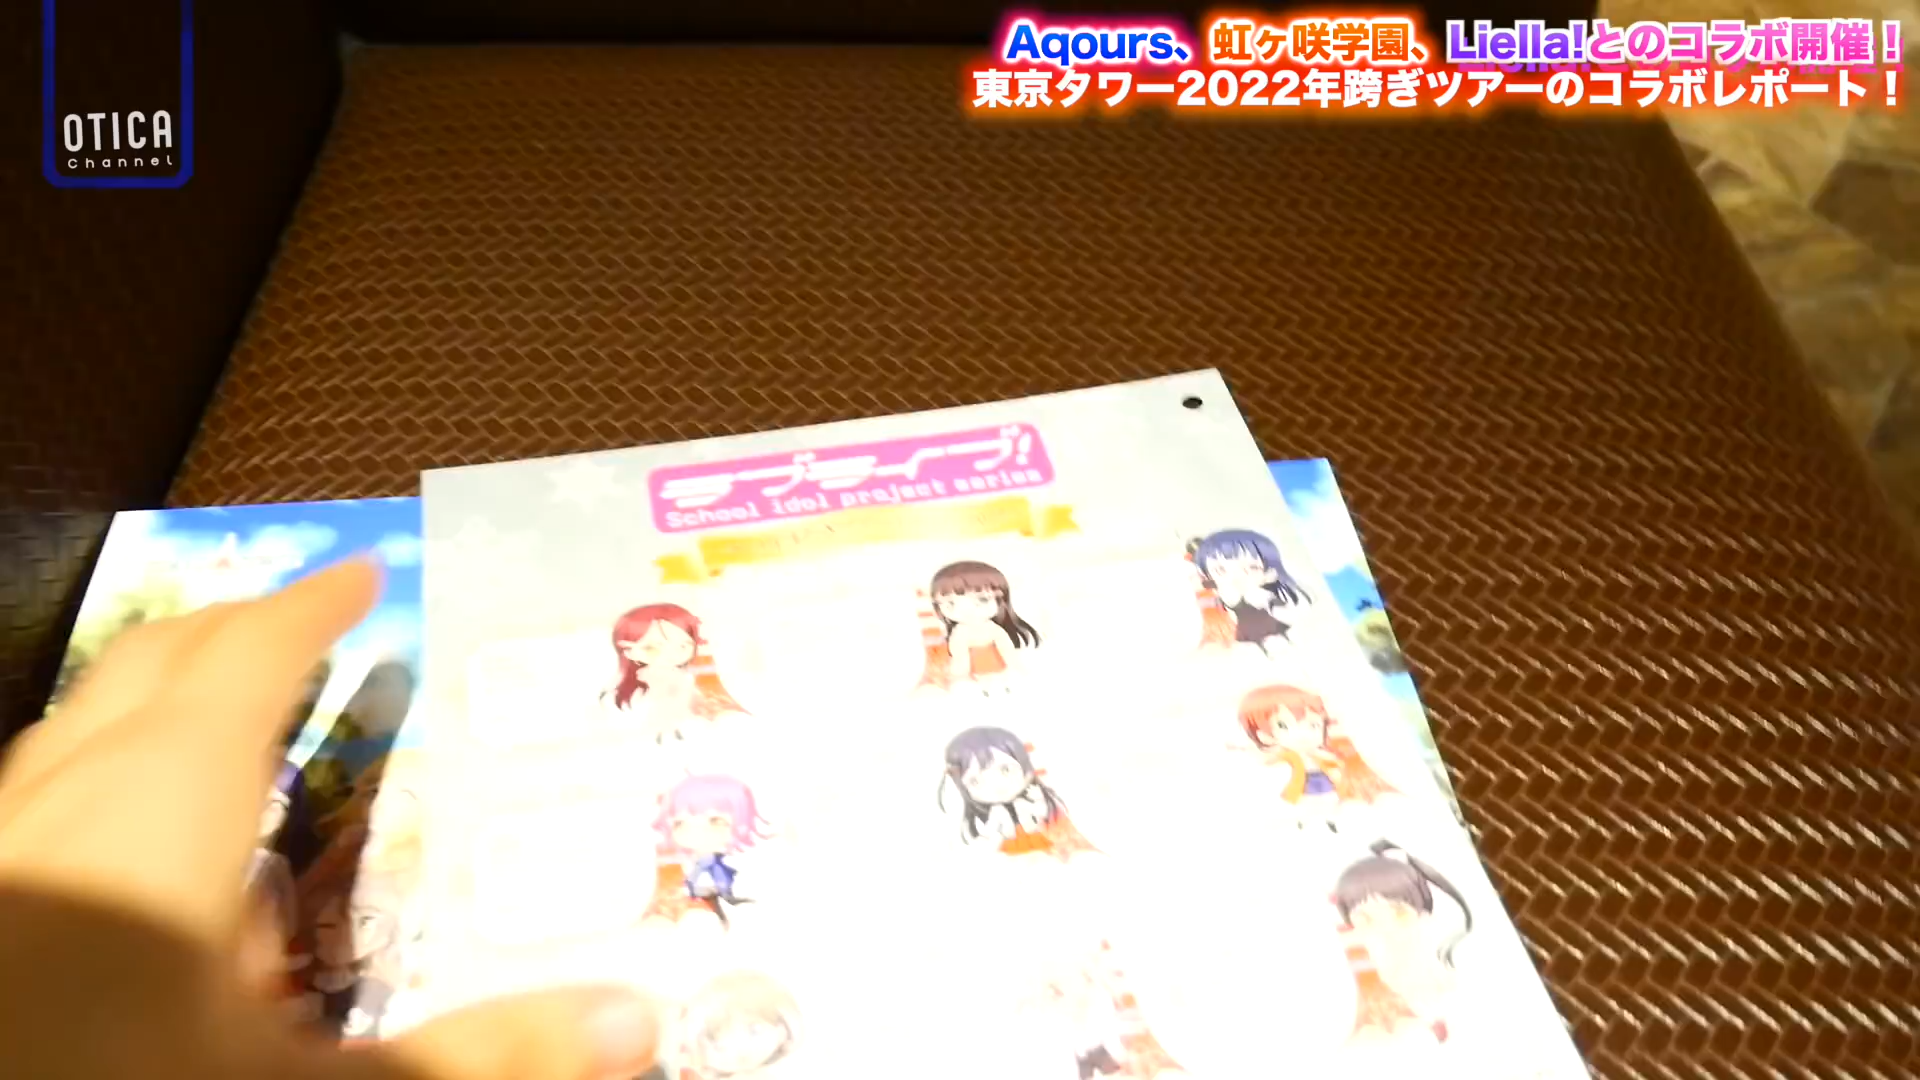 Aqours、虹ヶ咲学園、Liella!とのコラボ開催！
東京タワー2022年跨ぎツアーのコラボレポート！
OTICA
Channel
ラブライブ!
School idol project series